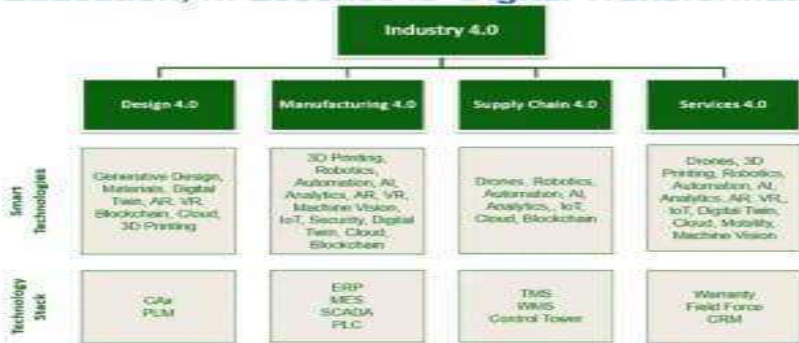 Industry 4.0
Design 4.0
Manufacturing 4.0
Supply Chain 4.0
Services 4.0
Smart
Technologies
Generative Design,
Materials, Digital
Twin, AR, VR,
Blockchain, Cloud,
3D Printing
3D Printing,
Robotics,
Automation, AI,
Analytics, AR, VR,
Machine Vision,
IoT, Security, Digital
Twin, Cloud,
Blockchain
Drones, Robotics,
Automation, AI,
Analytics,, IoT,
Cloud, Blockchain
Drones, 3D
Printing, Robotics,
Automation, AI,
Analytics, AR, VR,
IoT, Digital Twin,
Cloud, Mobility,
Machine Vision
Technology
Stack
CAx
PLM
ERP
MES
SCADA
PLC
TMS
WMS
Control Tower
Warranty
Field Force
CRM